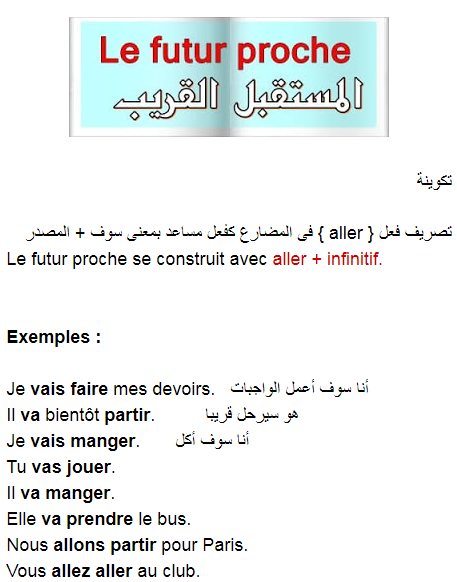 Le futur proche
المستقبل القريب
تكوينة
تصريف فعل { aller } فى المضارع كفعل مساعد بمعنى سوف + المصدر
Le futur proche se construit avec aller + infinitif.
Exemples :
Je vais faire mes devoirs. أنا سوف أعمل الواجبات
Il va bientôt partir. هو سيرحل قريبا
Je vais manger. أنا سوف أكل
Tu vas jouer.
Il va manger.
Elle va prendre le bus.
Nous allons partir pour Paris.
Vous allez aller au club.